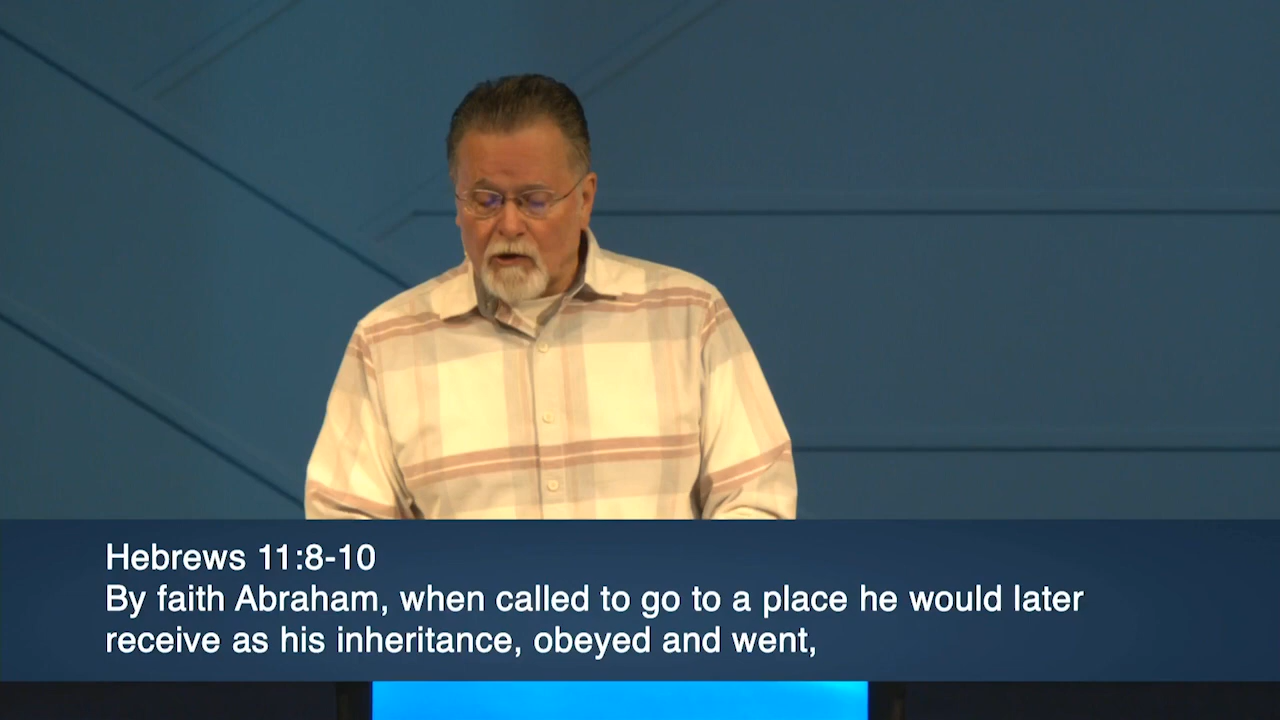 Hebrews 11:8-10
By faith Abraham, when called to go to a place he would later
receive as his inheritance, obeyed and went,